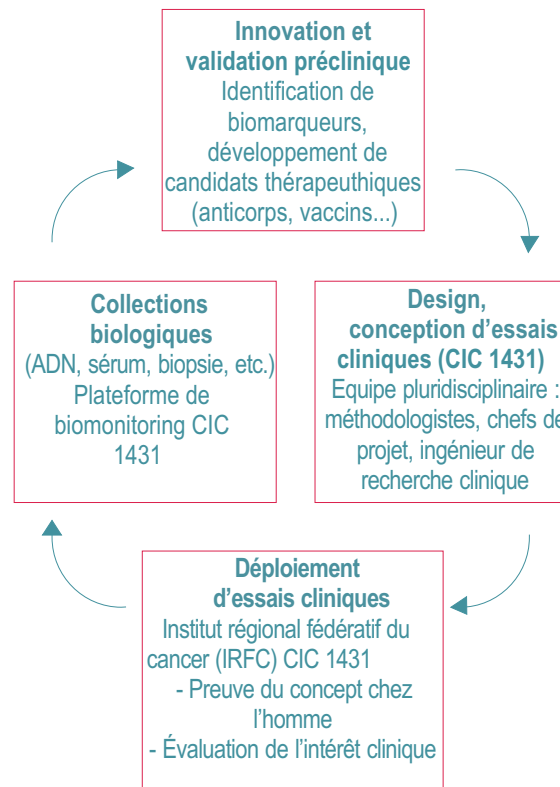 Innovation et
validation préclinique
Identification de
biomarqueurs,
développement de
candidats thérapeuthiques
(anticorps, vaccins...)
Collections
biologiques
(ADN, sérum, biopsie, etc.)
Plateforme de
biomonitoring CIC
1431
Design,
conception d'essais
cliniques (CIC 1431)
Equipe pluridisciplinaire :
méthodologistes, chefs de
projet, ingénieur de
recherche clinique
Déploiement
d'essais cliniques
Institut régional fédératif du
cancer (IRFC) CIC 1431
- Preuve du concept chez
l'homme
- Évaluation de l'intérêt clinique